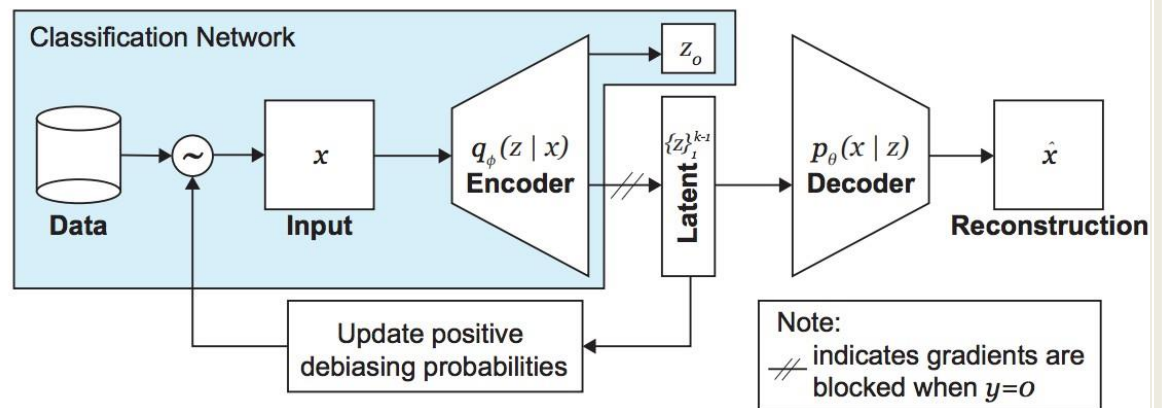 Classification Network
z_o
~
x
q_ϕ(z | x)
Encoder
{z}_1^{k-1}
Latent
p_θ(x | z)
Decoder
x̂
Data
Input
Reconstruction
Update positive
debiasing probabilities
Note:
// indicates gradients are
blocked when y=0